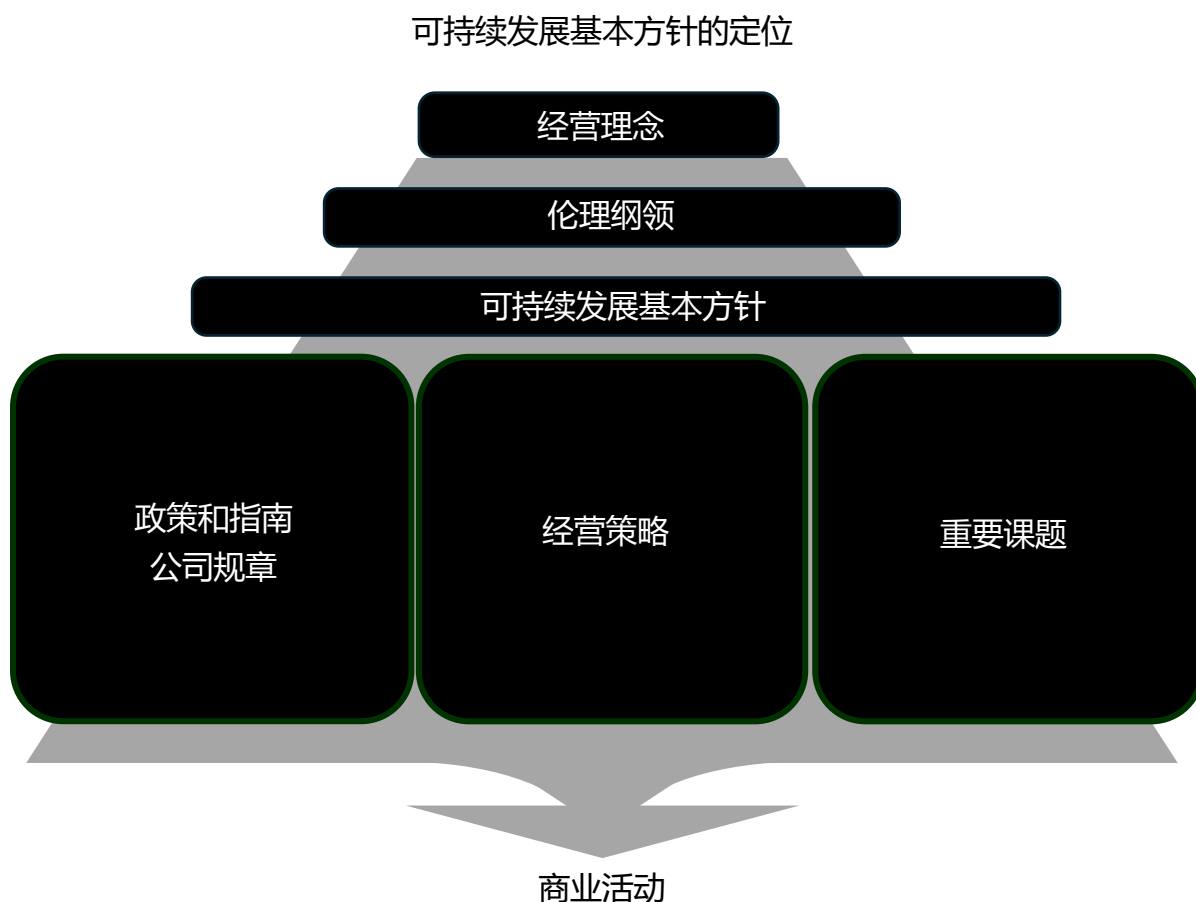 可持续发展基本方针的定位
经营理念
伦理纲领
可持续发展基本方针
政策和指南
公司规章
经营策略
重要课题
商业活动